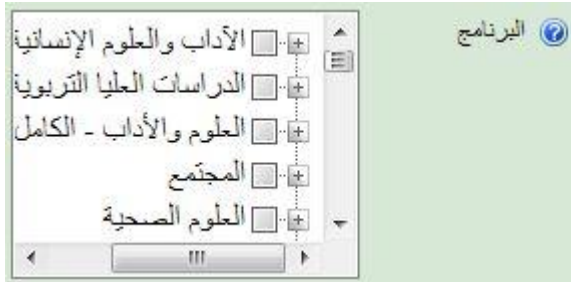 البرنامج
الآداب والعلوم الإنسانية
الدراسات العليا التربوية
العلوم والأداب - الكامل
المجتمع
العلوم الصحية